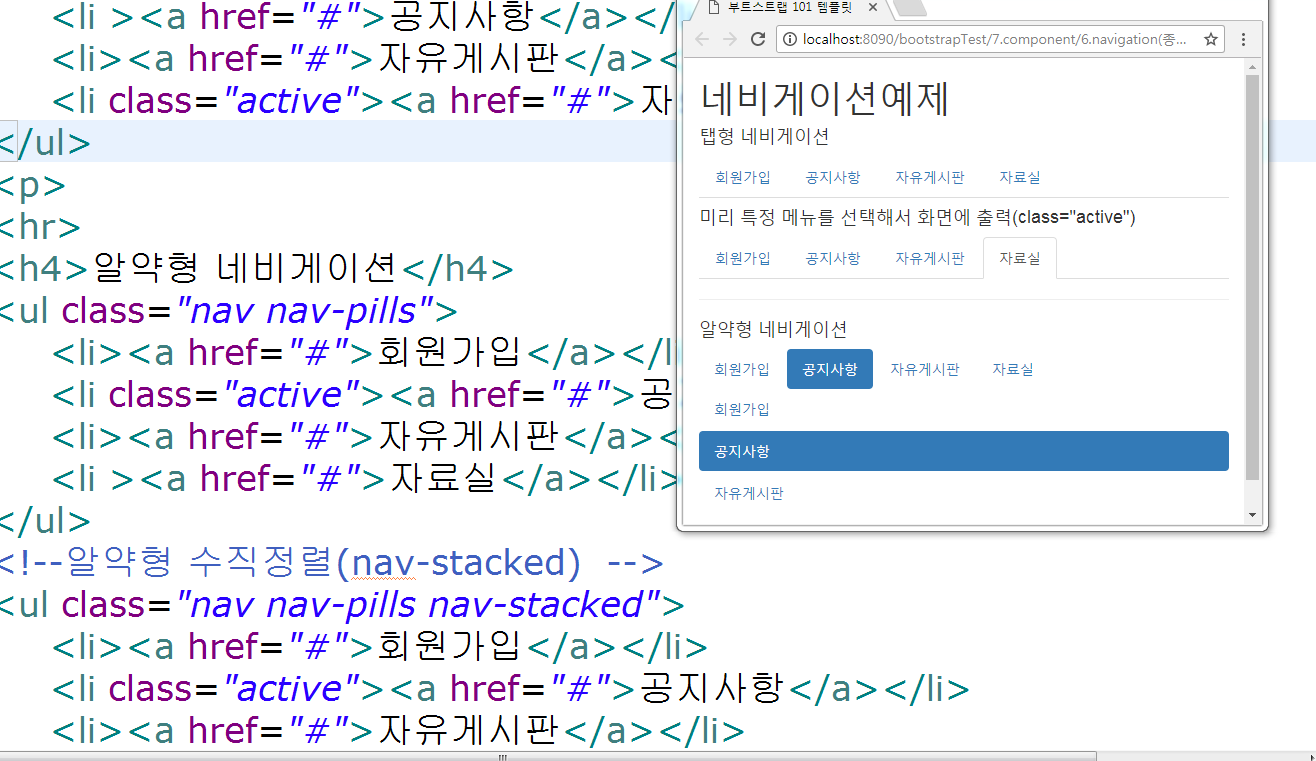 <li ><a href="#">공지사항</a></
<li><a href="#">자유게시판</a><
<li class="active"><a href="#">자
</ul>
<p>
<hr>
<h4>알약형 네비게이션</h4>
<ul class="nav nav-pills">
<li><a href="#">회원가입</a></l
<li class="active"><a href="#">공
<li><a href="#">자유게시판</a><
<li ><a href="#">자료실</a></li>
</ul>
<!--알약형 수직정렬(nav-stacked) -->
<ul class="nav nav-pills nav-stacked">
<li><a href="#">회원가입</a></li>
<li class="active"><a href="#">공지사항</a></li>
<li><a href="#">자유게시판</a></li>
부트스트랩 101 템플릿
localhost:8090/bootstrapTest/7.component/6.navigation(종...
네비게이션예제
탭형 네비게이션
회원가입 공지사항 자유게시판 자료실
미리 특정 메뉴를 선택해서 화면에 출력(class="active")
회원가입 공지사항 자유게시판 자료실
알약형 네비게이션
회원가입 공지사항 자유게시판 자료실
회원가입
공지사항
자유게시판